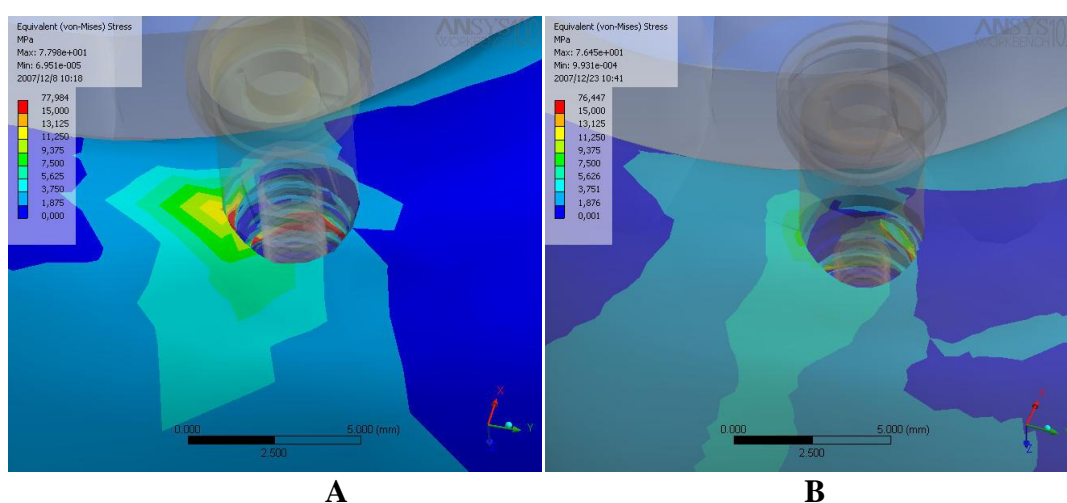 Equivalent (von-Mises) Stress
MPa
Max: 7.798e+001
Min: 6.951e-005
2007/12/8 10:18
77,984
15,000
13,125
11,250
9,375
7,500
5,625
3,750
1,875
0,000
ANSYS
WORKBENCH
0.000
5.000 (mm)
2.500
X
Y
Z
A
Equivalent (von-Mises) Stress
MPa
Max: 7.645e+001
Min: 9.931e-004
2007/12/23 10:41
76,447
15,000
13,125
11,250
9,375
7,500
5,626
3,751
1,876
0,001
ANSYS
WORKBENCH
0.000
5.000 (mm)
2.500
Y
Z
B